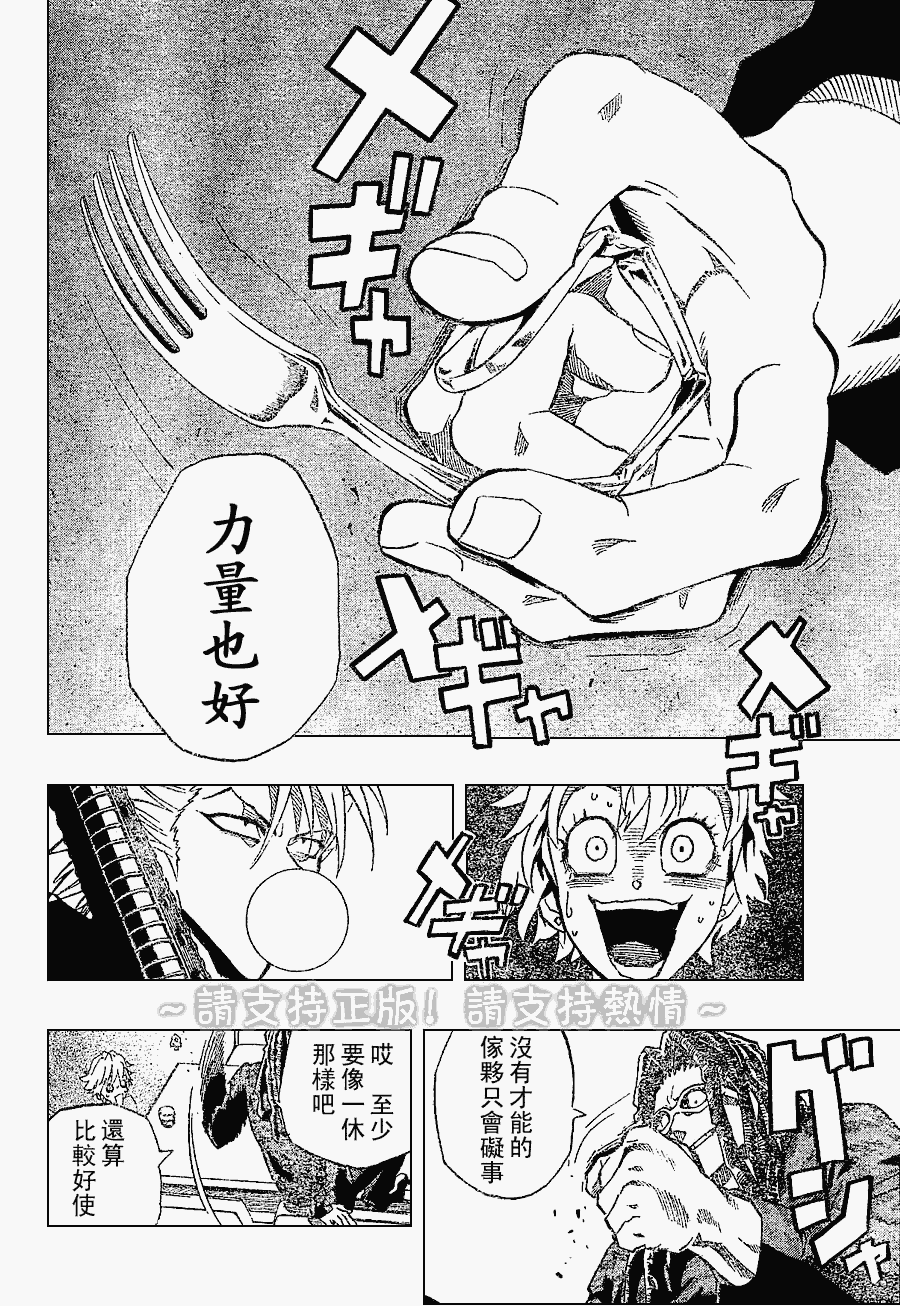 メギャ
力量也好
メギャ
メギャ
メギャ
~請支持正版! 請支持熱情~
グシャ
沒有才能的
傢夥只會礙事
哎 至少
要像一休
那樣吧
還算
比較好使